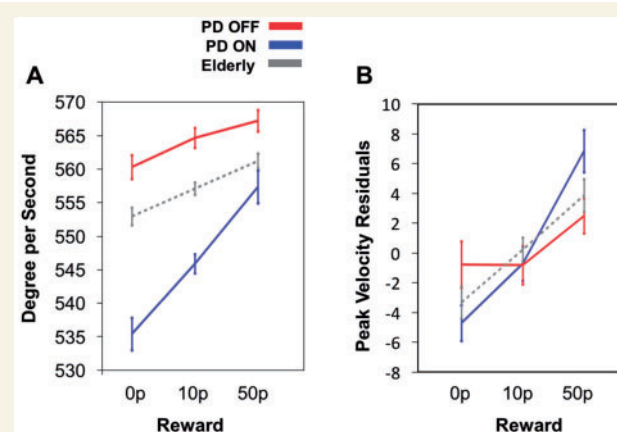 PD OFF
PD ON
Elderly
A
B
Degree per Second
570
565
560
555
550
545
540
535
530
0p 10p 50p
Reward
Peak Velocity Residuals
10
8
6
4
2
0
-2
-4
-6
-8
0p 10p 50p
Reward